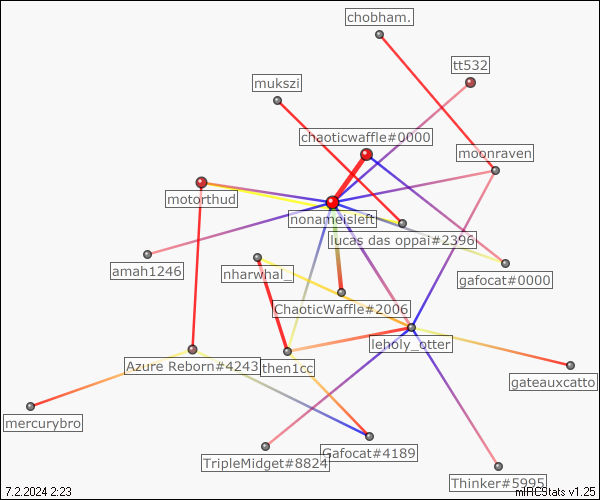 chobham.
tt532
mukszi
chaoticwaffle#0000
moonraven
motorthud
nonameisleft
lucas das oppai#2396
amah1246
nharwhal_
gafocat#0000
ChaoticWaffle#2006
leholy_otter
Azure Reborn#4243
then1cc
gateauxcatto
mercurybro
Gafocat#4189
TripleMidget#8824
Thinker#5995
7.2.2024 2:23
mIRCStats v1.25